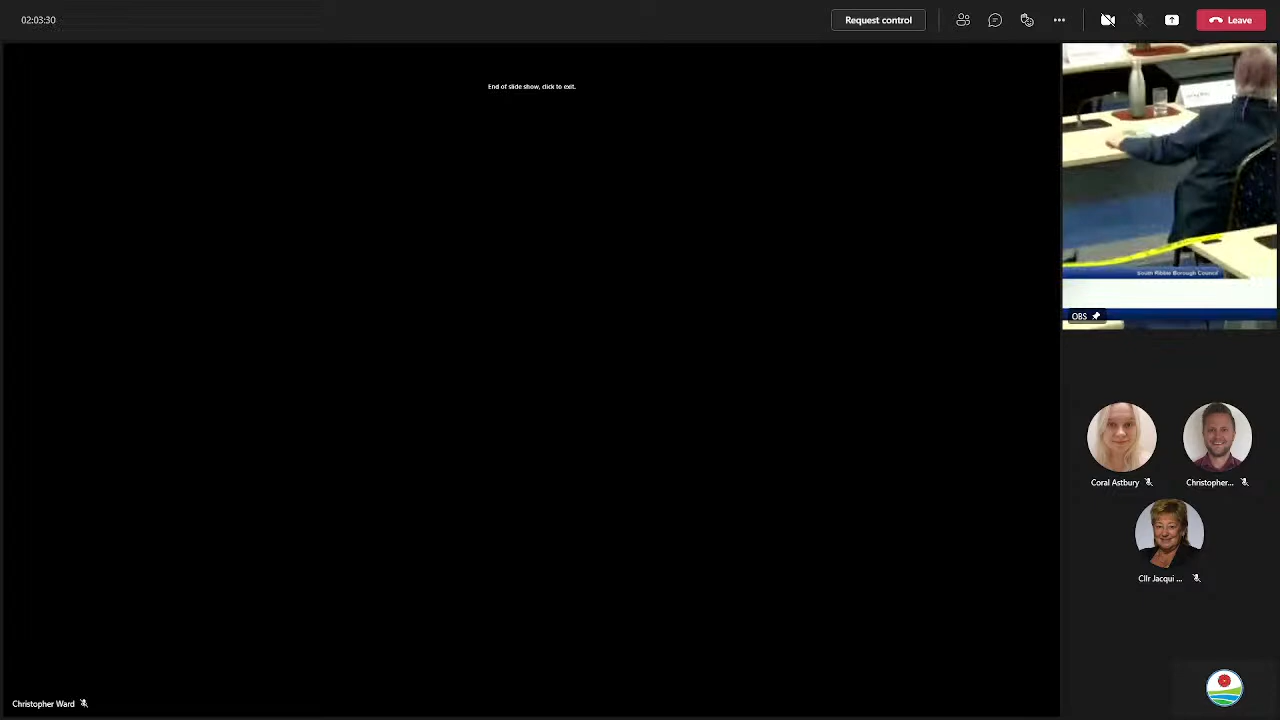 02:03:30
Request control
Leave
End of slide show, click to exit.
South Ribble Borough Council
OBS
Coral Astbury
Christopher...
Cllr Jacqui ...
Christopher Ward